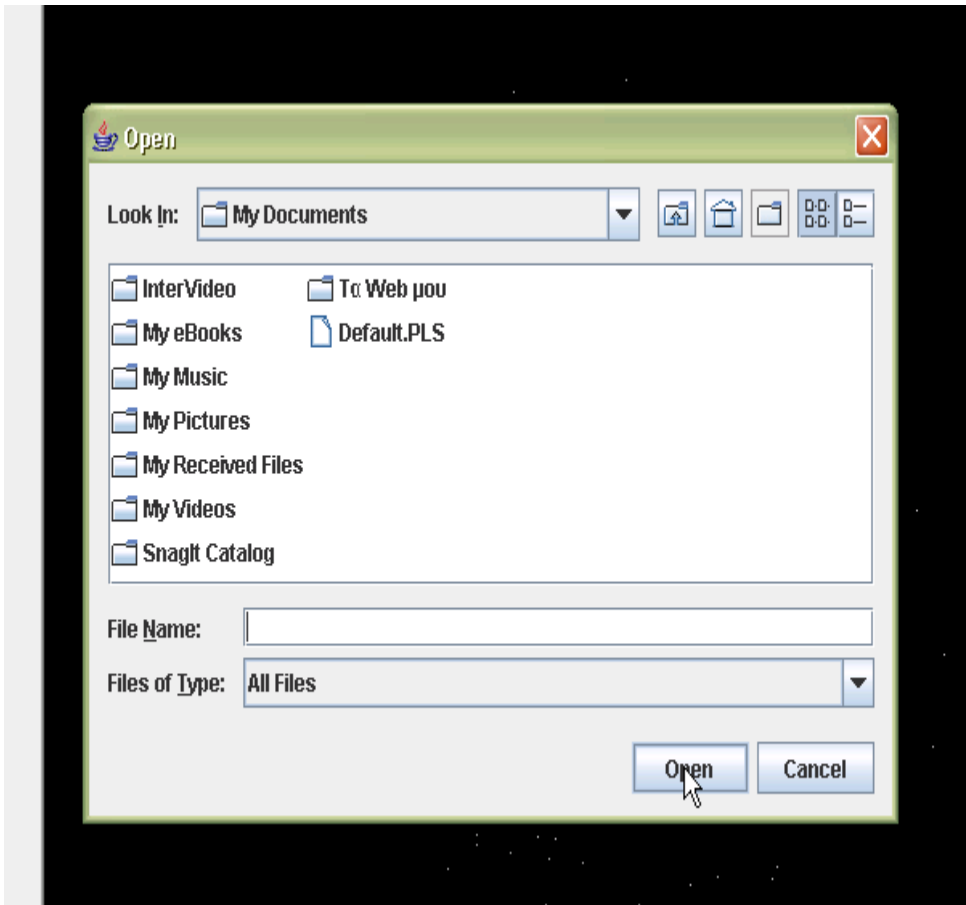 Open
Look In: My Documents
InterVideo
My eBooks
My Music
My Pictures
My Received Files
My Videos
SnagIt Catalog
Τα Web μου
Default.PLS
File Name:
Files of Type: All Files
Open Cancel